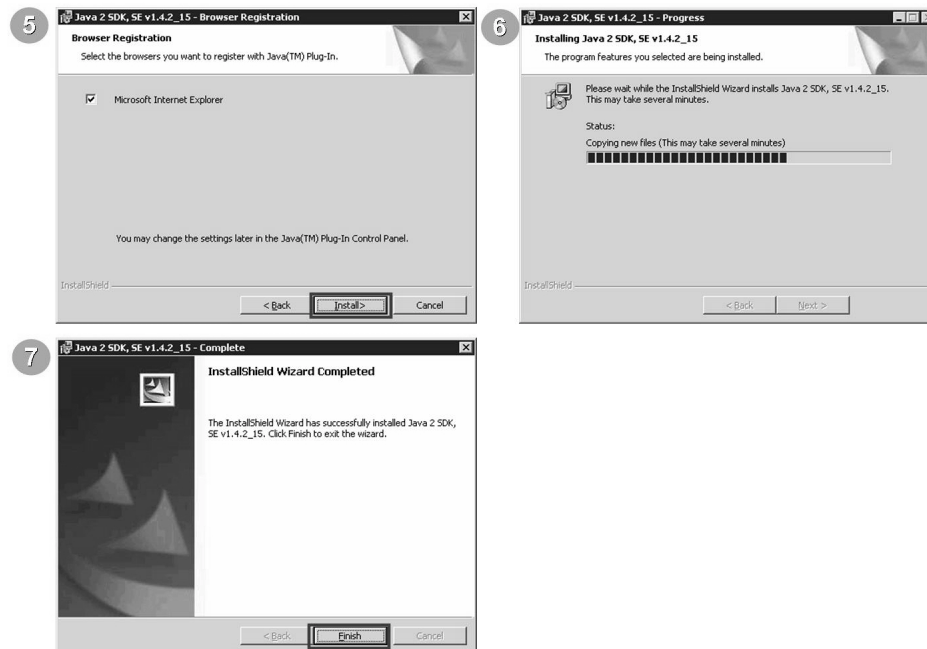 5
Java 2 SDK, SE v1.4.2_15 - Browser Registration
Browser Registration
Select the browsers you want to register with Java(TM) Plug-In.
Microsoft Internet Explorer
You may change the settings later in the Java(TM) Plug-In Control Panel.
InstallShield
< Back Install> Cancel
6
Java 2 SDK, SE v1.4.2_15 - Progress
Installing Java 2 SDK, SE v1.4.2_15
The program features you selected are being installed.
Please wait while the InstallShield Wizard installs Java 2 SDK, SE v1.4.2_15.
This may take several minutes.
Status:
Copying new files (This may take several minutes)
InstallShield
< Back Next >
7
Java 2 SDK, SE v1.4.2_15 - Complete
InstallShield Wizard Completed
The InstallShield Wizard has successfully installed Java 2 SDK,
SE v1.4.2_15. Click Finish to exit the wizard.
< Back Finish Cancel